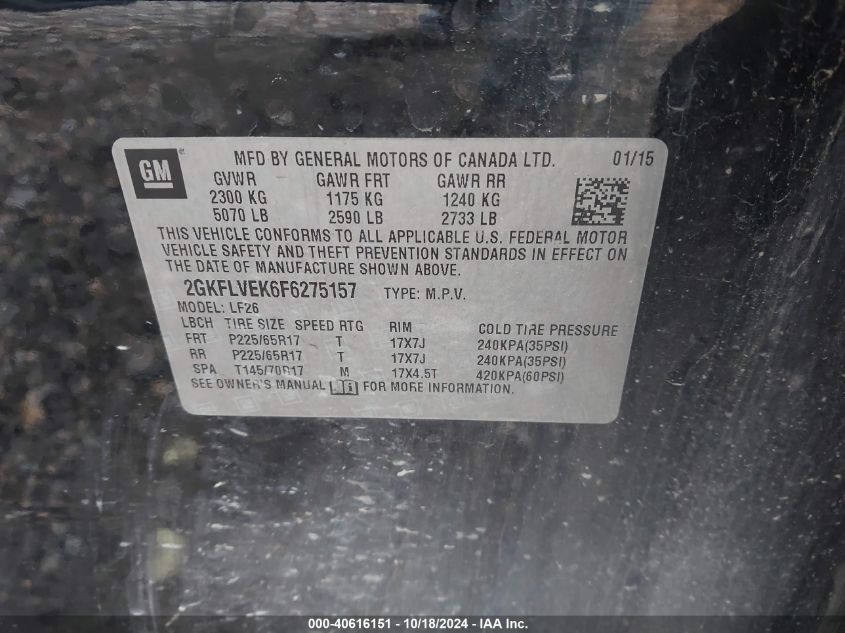 GM MFD BY GENERAL MOTORS OF CANADA LTD. 01/15
GVWR GAWR FRT GAWR RR
2300 KG 1175 KG 1240 KG
5070 LB 2590 LB 2733 LB
THIS VEHICLE CONFORMS TO ALL APPLICABLE U.S. FEDERAL MOTOR
VEHICLE SAFETY AND THEFT PREVENTION STANDARDS IN EFFECT ON
THE DATE OF MANUFACTURE SHOWN ABOVE.
2GKFLVEK6F6275157 TYPE: M.P.V.
MODEL: LF26
LBCH TIRE SIZE SPEED RTG RIM COLD TIRE PRESSURE
FRT P225/65R17 T 17X7J 240KPA(35PSI)
RR P225/65R17 T 17X7J 240KPA(35PSI)
SPA T145/70R17 M 17X4.5T 420KPA(60PSI)
SEE OWNER'S MANUAL FOR MORE INFORMATION.
000-40616151 - 10/18/2024 - IAA Inc.